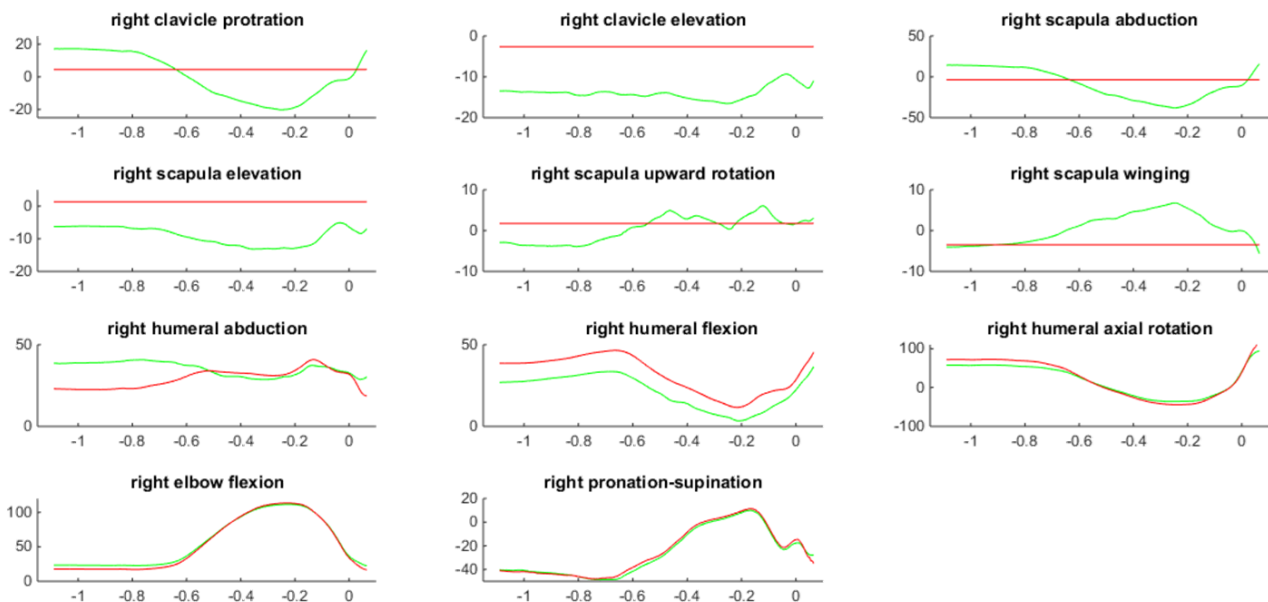 right clavicle protration
right clavicle elevation
right scapula abduction
20
0
-20
-1 -0.8 -0.6 -0.4 -0.2 0
0
-10
-20
-1 -0.8 -0.6 -0.4 -0.2 0
50
0
-50
-1 -0.8 -0.6 -0.4 -0.2 0
right scapula elevation
right scapula upward rotation
right scapula winging
0
-10
-20
-1 -0.8 -0.6 -0.4 -0.2 0
10
0
-10
-1 -0.8 -0.6 -0.4 -0.2 0
10
0
-10
-1 -0.8 -0.6 -0.4 -0.2 0
right humeral abduction
right humeral flexion
right humeral axial rotation
50
0
-1 -0.8 -0.6 -0.4 -0.2 0
50
0
-1 -0.8 -0.6 -0.4 -0.2 0
100
0
-100
-1 -0.8 -0.6 -0.4 -0.2 0
right elbow flexion
right pronation-supination
100
50
0
-1 -0.8 -0.6 -0.4 -0.2 0
20
0
-20
-40
-1 -0.8 -0.6 -0.4 -0.2 0